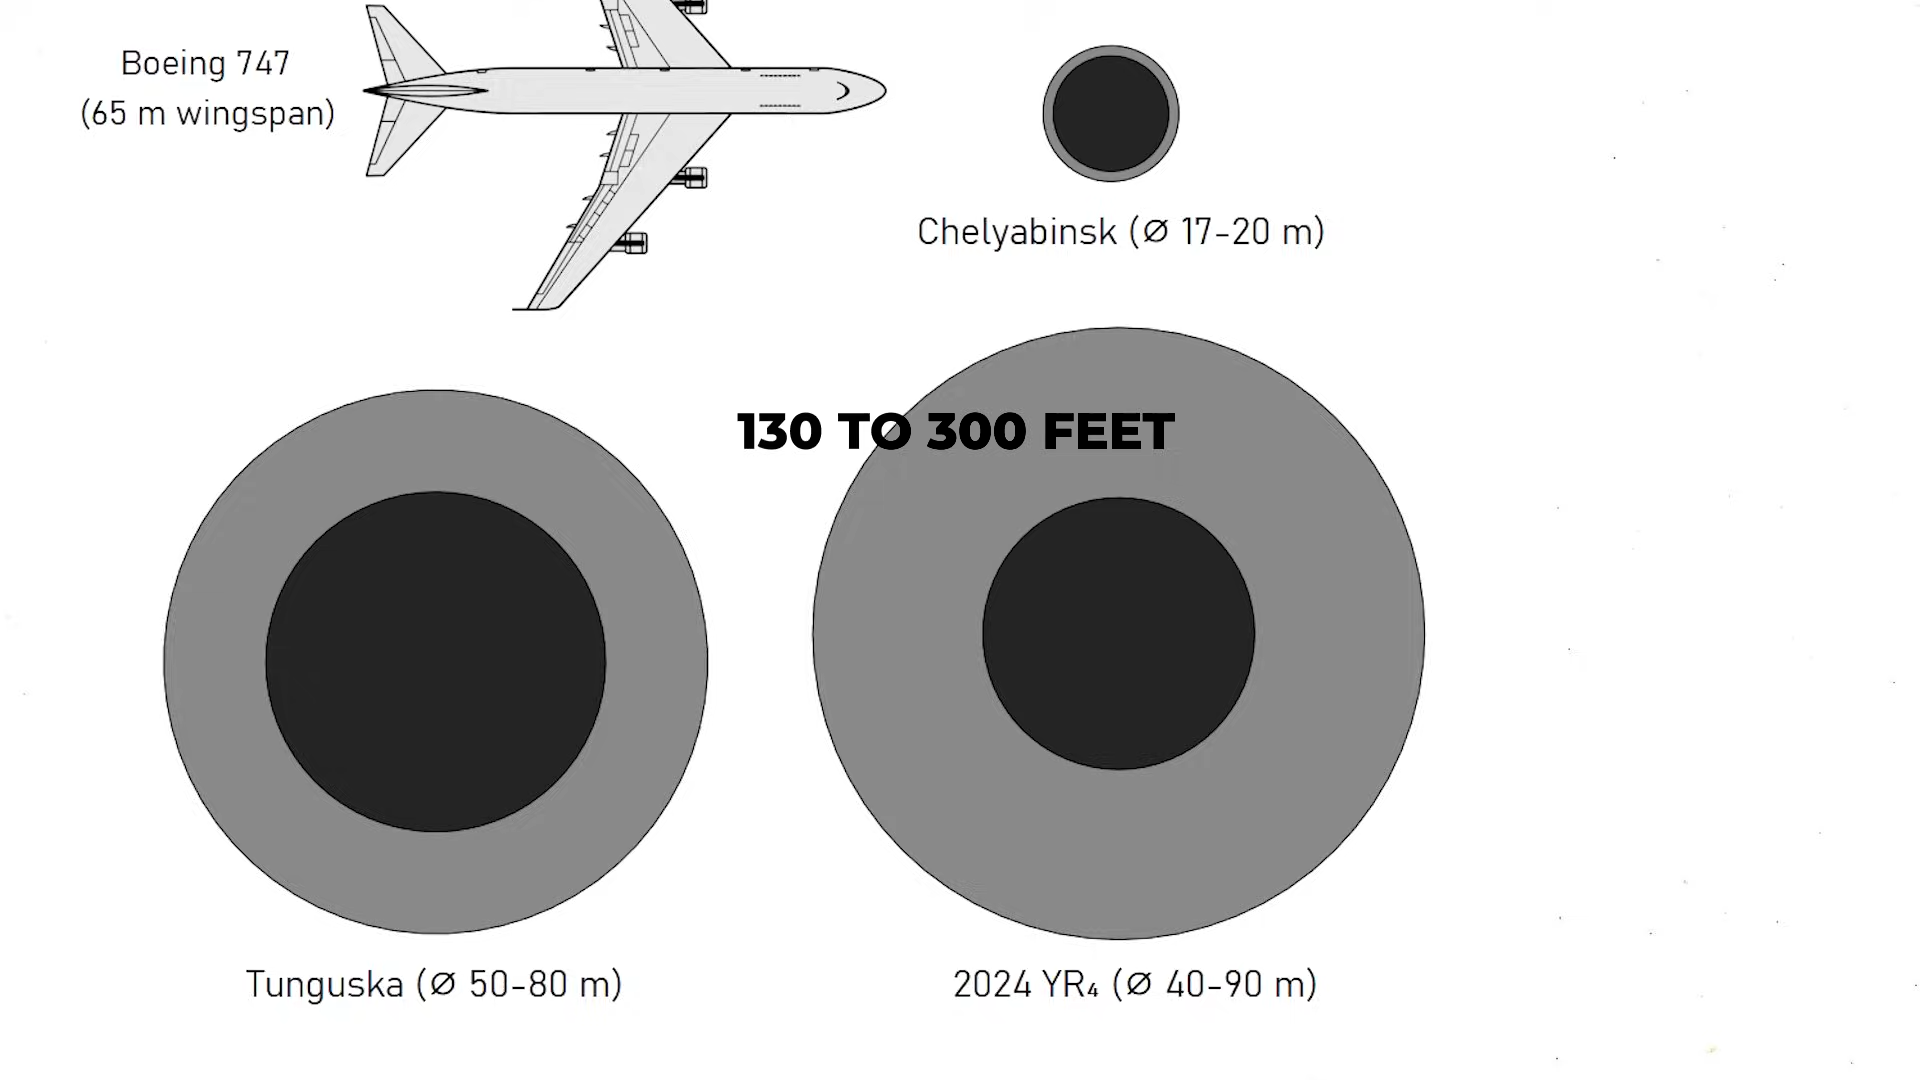 Boeing 747
(65 m wingspan)
Chelyabinsk (∅ 17-20 m)
130 TO 300 FEET
Tunguska (∅ 50-80 m)
2024 YR₄ (∅ 40-90 m)